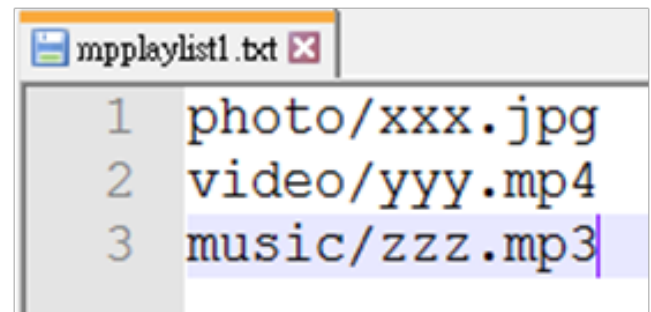 mpplaylist1.txt
1 photo/xxx.jpg
2 video/yyy.mp4
3 music/zzz.mp3